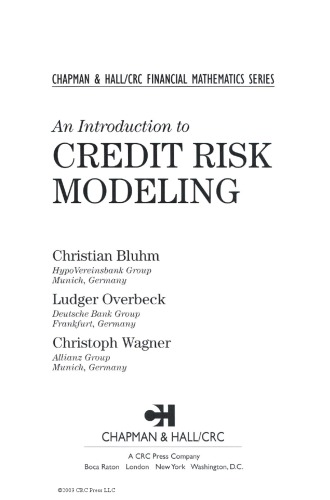 CHAPMAN & HALL/CRC FINANCIAL MATHEMATICS SERIES
An Introduction to
CREDIT RISK
MODELING
Christian Bluhm
HypoVereinsbank Group
Munich, Germany
Ludger Overbeck
Deutsche Bank Group
Frankfurt, Germany
Christoph Wagner
Allianz Group
Munich, Germany
CHAPMAN & HALL/CRC
A CRC Press Company
Boca Raton London New York Washington, D.C.
©2003 CRC Press LLC